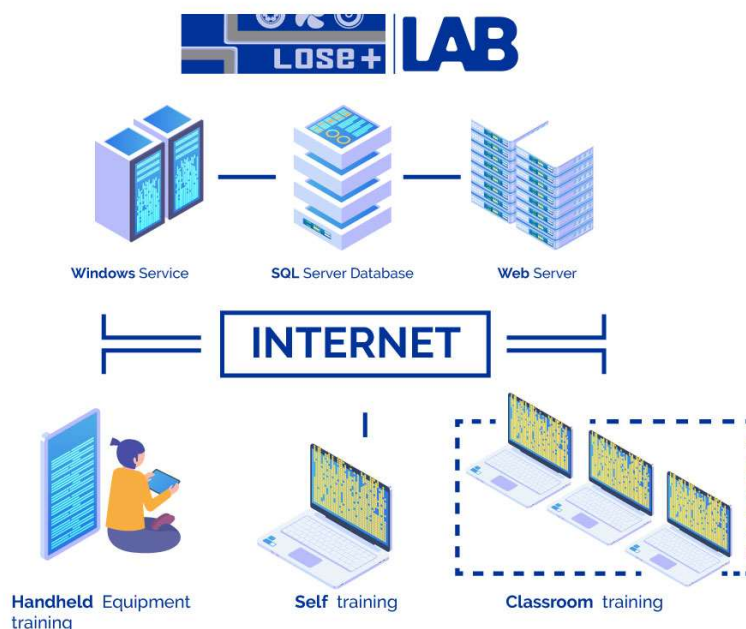 LOSE+ LAB
Windows Service
SQL Server Database
Web Server
INTERNET
Handheld Equipment
training
Self training
Classroom training